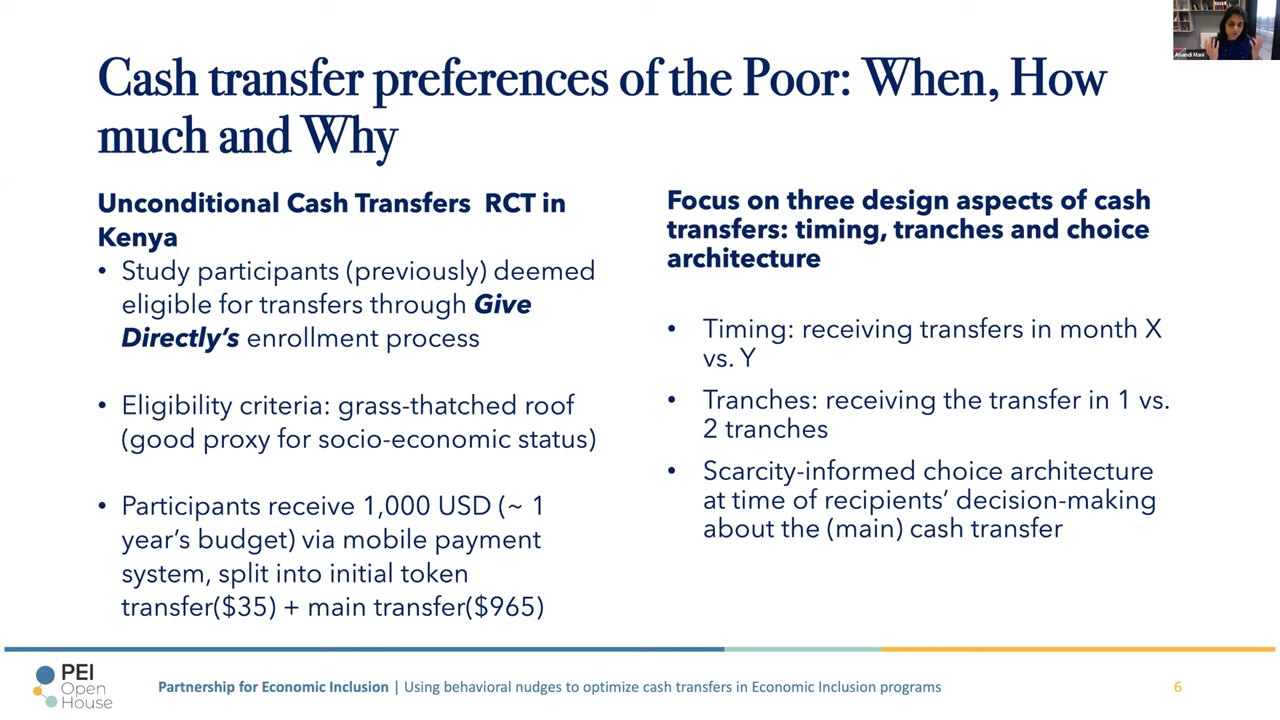 Anandi Mani
Cash transfer preferences of the Poor: When, How
much and Why
Unconditional Cash Transfers RCT in
Kenya
• Study participants (previously) deemed
eligible for transfers through Give
Directly's enrollment process
• Eligibility criteria: grass-thatched roof
(good proxy for socio-economic status)
• Participants receive 1,000 USD (~ 1
year's budget) via mobile payment
system, split into initial token
transfer($35) + main transfer($965)
Focus on three design aspects of cash
transfers: timing, tranches and choice
architecture
• Timing: receiving transfers in month X
vs. Y
• Tranches: receiving the transfer in 1 vs.
2 tranches
• Scarcity-informed choice architecture
at time of recipients' decision-making
about the (main) cash transfer
PEI
Open
House
Partnership for Economic Inclusion | Using behavioral nudges to optimize cash transfers in Economic Inclusion programs
6